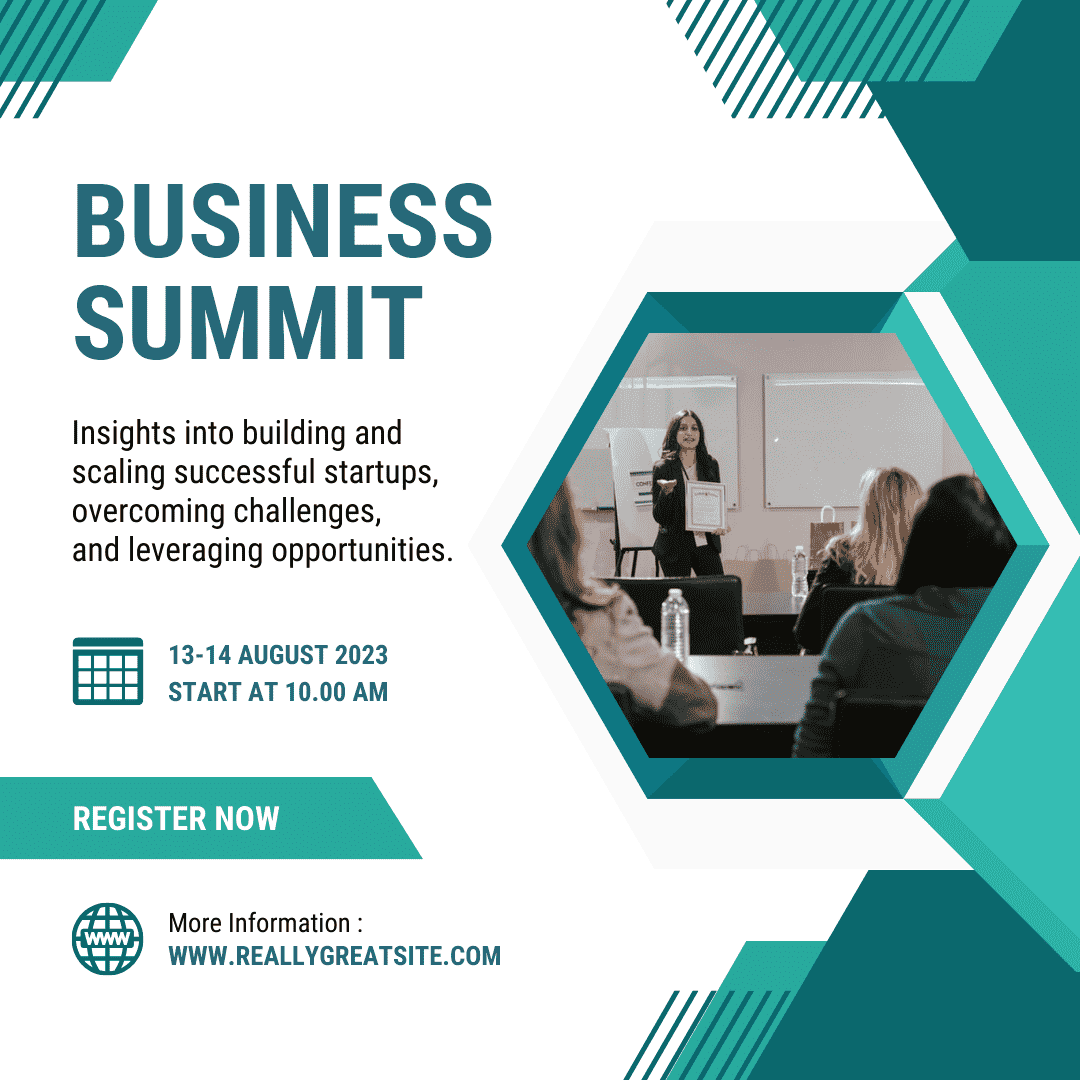 BUSINESS
SUMMIT
Insights into building and
scaling successful startups,
overcoming challenges,
and leveraging opportunities.
13-14 AUGUST 2023
START AT 10.00 AM
REGISTER NOW
WWW
More Information :
WWW.REALLYGREATSITE.COM